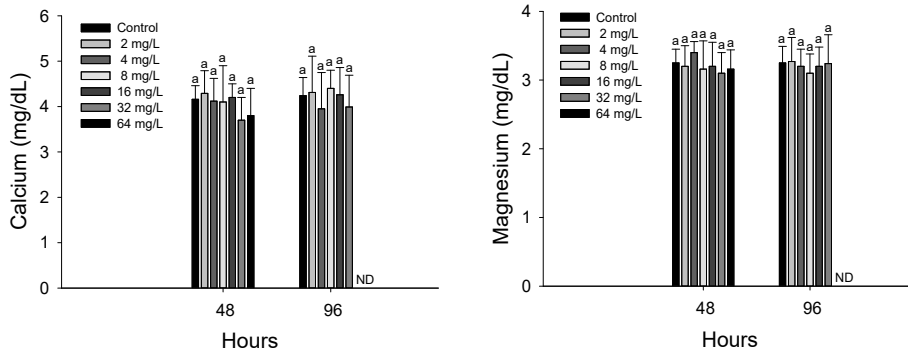 Calcium (mg/dL)
6
5
4
3
2
1
0
Control
2 mg/L
4 mg/L
8 mg/L
16 mg/L
32 mg/L
64 mg/L
a a a a a a a
a a a a a a ND
48 96
Hours
Magnesium (mg/dL)
4
3
2
1
0
Control
2 mg/L
4 mg/L
8 mg/L
16 mg/L
32 mg/L
64 mg/L
a a a a a a a
a a a a a a ND
48 96
Hours